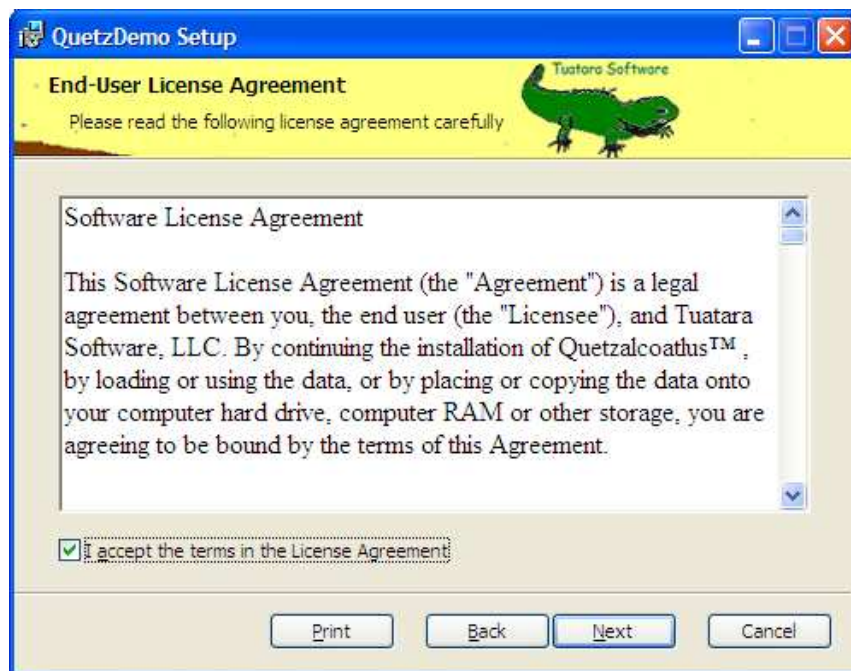 QuetzDemo Setup
Tuatara Software
End-User License Agreement
Please read the following license agreement carefully
Software License Agreement
This Software License Agreement (the "Agreement") is a legal
agreement between you, the end user (the "Licensee"), and Tuatara
Software, LLC. By continuing the installation of Quetzalcoatlus™ ,
by loading or using the data, or by placing or copying the data onto
your computer hard drive, computer RAM or other storage, you are
agreeing to be bound by the terms of this Agreement.
I accept the terms in the License Agreement
Print Back Next Cancel